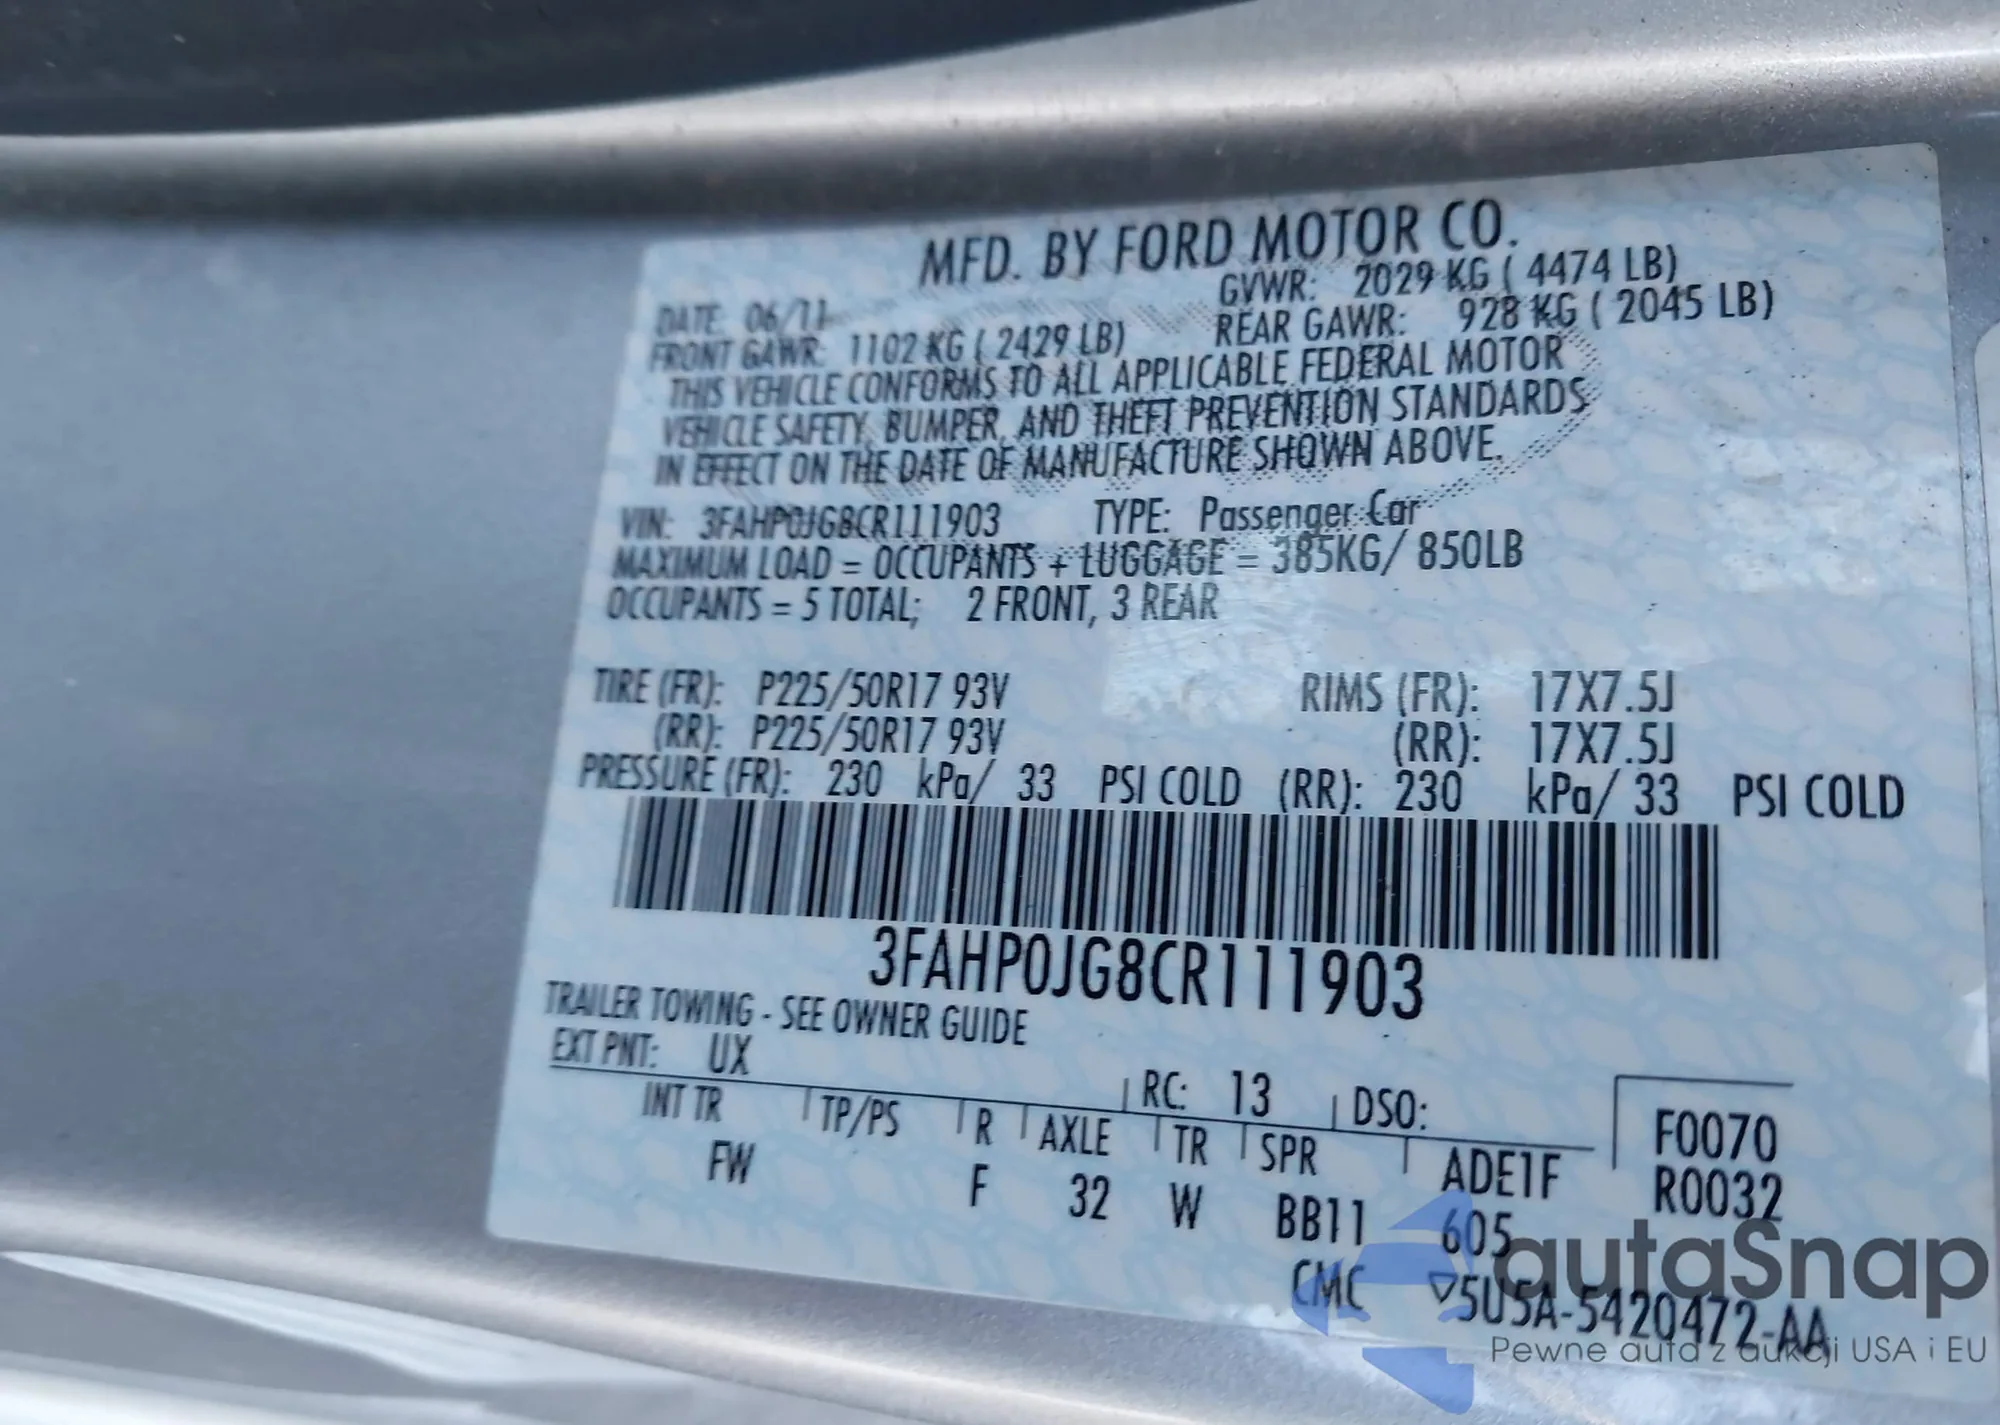 MFD. BY FORD MOTOR CO.
DATE: 06/11 GVWR: 2029 KG ( 4474 LB)
FRONT GAWR: 1102 KG ( 2429 LB) REAR GAWR: 928 KG ( 2045 LB)
THIS VEHICLE CONFORMS TO ALL APPLICABLE FEDERAL MOTOR
VEHICLE SAFETY, BUMPER, AND THEFT PREVENTION STANDARDS
IN EFFECT ON THE DATE OF MANUFACTURE SHOWN ABOVE.
VIN: 3FAHP0JG8CR111903 TYPE: Passenger Car
MAXIMUM LOAD = OCCUPANTS + LUGGAGE = 385KG/ 850LB
OCCUPANTS = 5 TOTAL; 2 FRONT, 3 REAR
TIRE (FR): P225/50R17 93V RIMS (FR): 17X7.5J
(RR): P225/50R17 93V (RR): 17X7.5J
PRESSURE (FR): 230 kPa/ 33 PSI COLD (RR): 230 kPa/ 33 PSI COLD
3FAHP0JG8CR111903
TRAILER TOWING - SEE OWNER GUIDE
EXT PNT: UX RC: 13 DSO: F0070
INT TR TP/PS R AXLE TR SPR ADE1F R0032
FW F 32 W BB11 605
CMC ▽5U5A-5420472-AA
autaSnap
Pewne auta z aukcji USA i EU